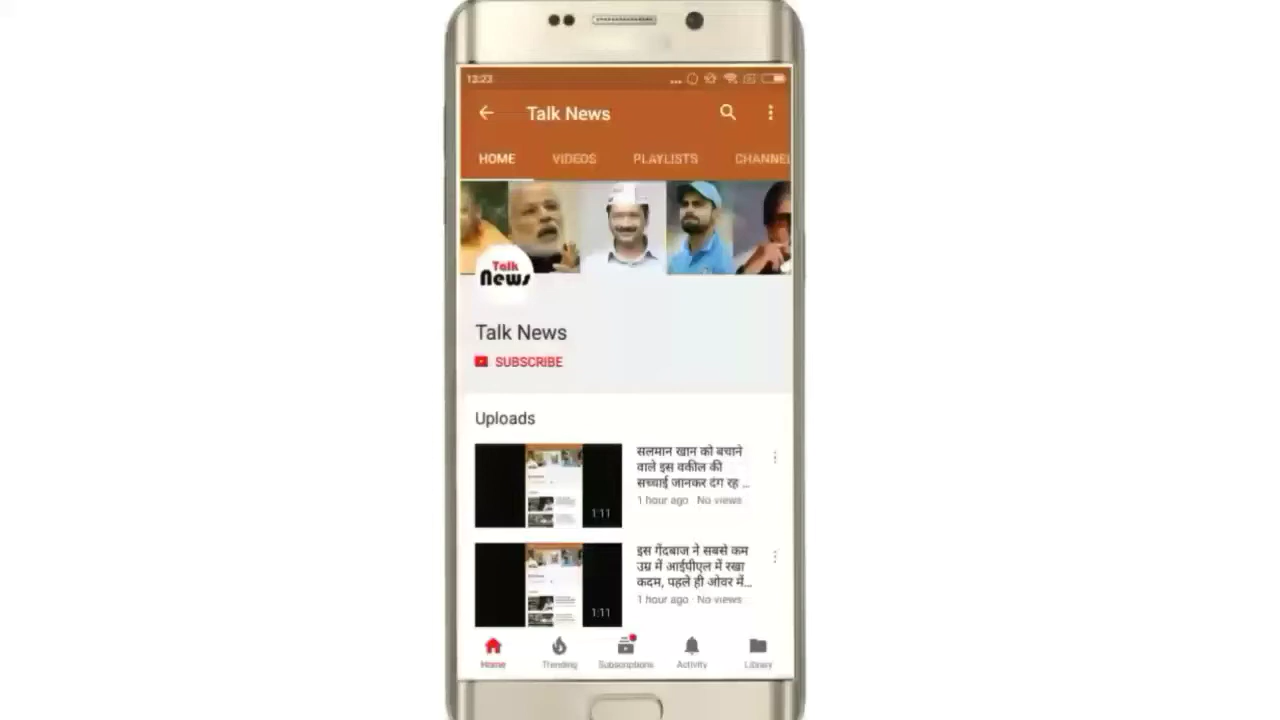 12:23
Talk News
HOME VIDEOS PLAYLISTS CHANNEL
Talk
News
Talk News
SUBSCRIBE
Uploads
सलमान खान को बचाने
वाले इस वकील की
सच्चाई जानकर दंग रह ...
1 hour ago · No views
1:11
इस गेंदबाज ने सबसे कम
उम्र में आईपीएल में रखा
कदम, पहले ही ओवर में...
1 hour ago · No views
1:11
Home Trending Subscriptions Activity Library